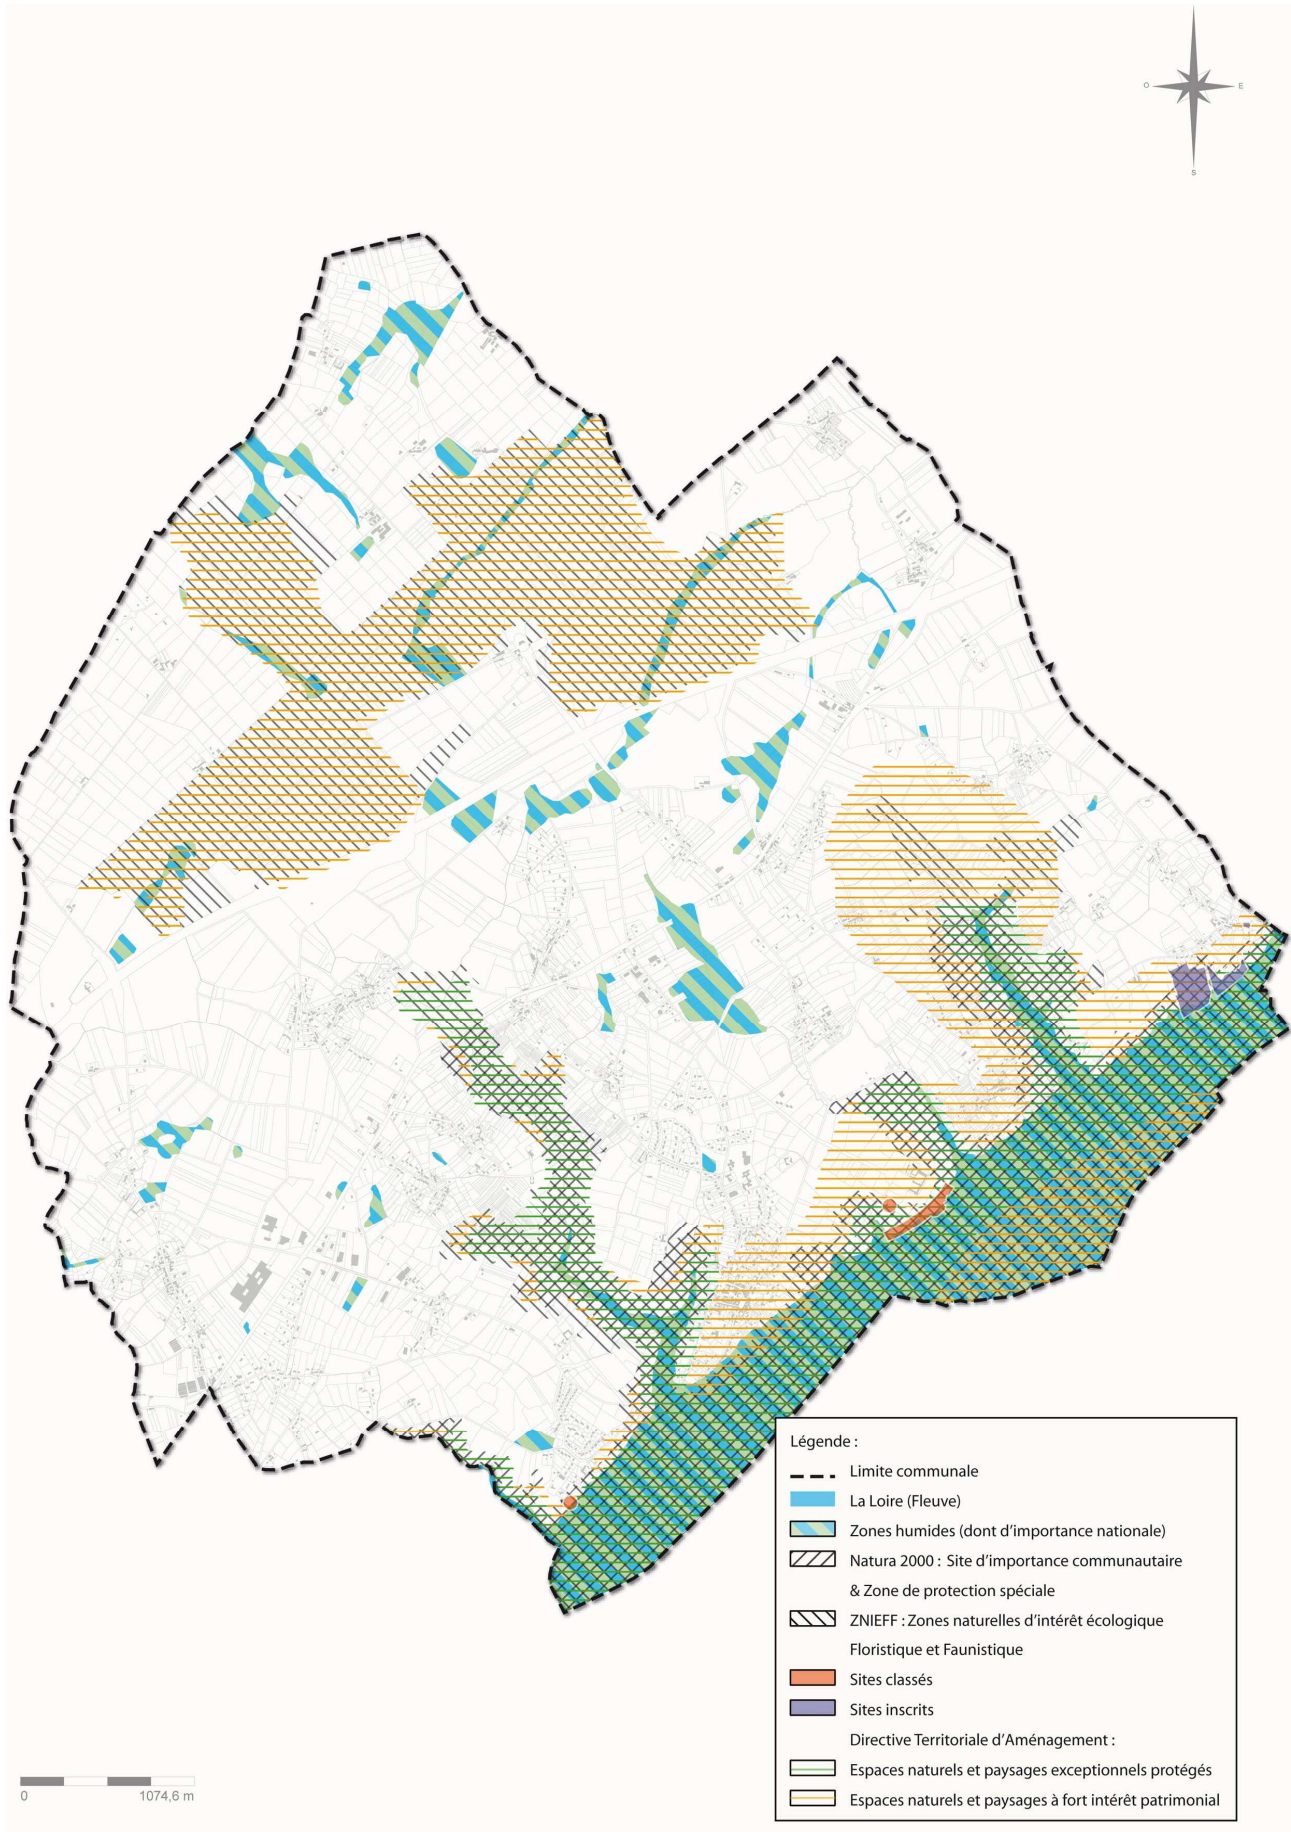 O
E
S
Légende :
Limite communale
La Loire (Fleuve)
Zones humides (dont d'importance nationale)
Natura 2000 : Site d'importance communautaire
& Zone de protection spéciale
ZNIEFF : Zones naturelles d'intérêt écologique
Floristique et Faunistique
Sites classés
Sites inscrits
Directive Territoriale d'Aménagement :
Espaces naturels et paysages exceptionnels protégés
Espaces naturels et paysages à fort intérêt patrimonial
0
1074,6 m